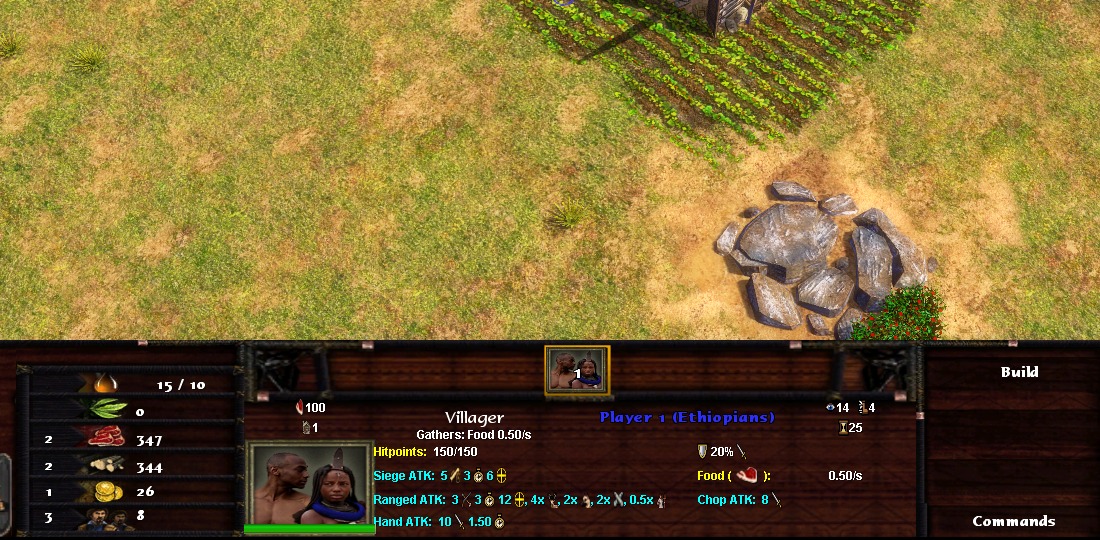 1
Build
15 / 10
0
2 347
2 344
1 26
3 8
100
1
Villager
Player 1 (Ethiopians)
14 4
25
Gathers: Food 0.50/s
Hitpoints: 150/150
20%
Siege ATK: 5 3 6
Food ( ): 0.50/s
Ranged ATK: 3 3 12 , 4x , 2x , 2x , 0.5x
Chop ATK: 8
Hand ATK: 10 1.50
Commands